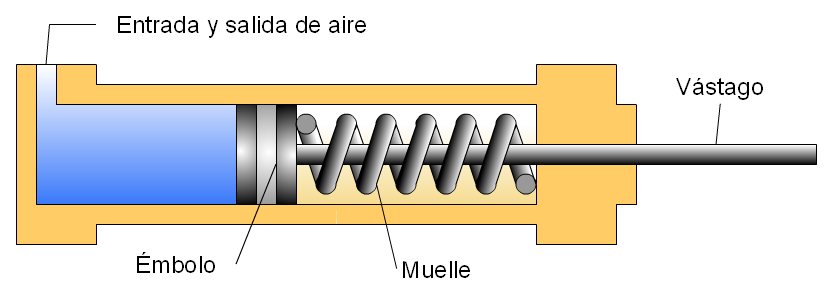 Entrada y salida de aire
Vástago
Émbolo
Muelle